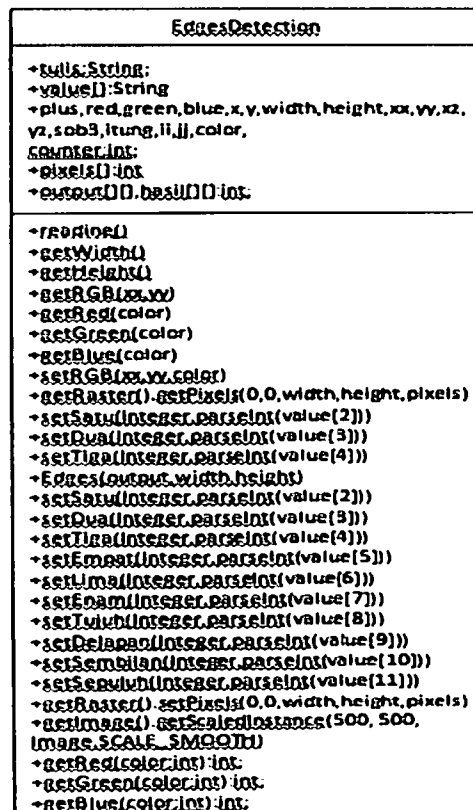 EdgesDetection
+tulis:String;
+value[]:String
+plus,red,green,blue,x,y,width,height,xx,yy,xz,
yz,sob3,itung,ii,jj,color,
counter:int;
+pixels[]:int
+output[][],hasil[][]:int;
+readine()
+getWidth()
+getHeight()
+getRGB(xx,yy)
+getRed(color)
+getGreen(color)
+getBlue(color)
+setRGB(xx,yy,color)
+getRaster().getPixels(0,0,width,height,pixels)
+setSatu(Integer.parseInt(value[2]))
+setDua(Integer.parseInt(value[3]))
+setTiga(Integer.parseInt(value[4]))
+Edges(output,width,height)
+setSatu(Integer.parseInt(value[2]))
+setDua(Integer.parseInt(value[3]))
+setTiga(Integer.parseInt(value[4]))
+setEmpat(Integer.parseInt(value[5]))
+setLima(Integer.parseInt(value[6]))
+setEnam(Integer.parseInt(value[7]))
+setTujuh(Integer.parseInt(value[8]))
+setDelapan(Integer.parseInt(value[9]))
+setSembilan(Integer.parseInt(value[10]))
+setSepuluh(Integer.parseInt(value[11]))
+getRaster().setPixels(0,0,width,height,pixels)
+getImage().getScaledInstance(500, 500,
Image.SCALE_SMOOTH)
+getRed(color:int):int;
+getGreen(color:int):int;
+getBlue(color:int):int;